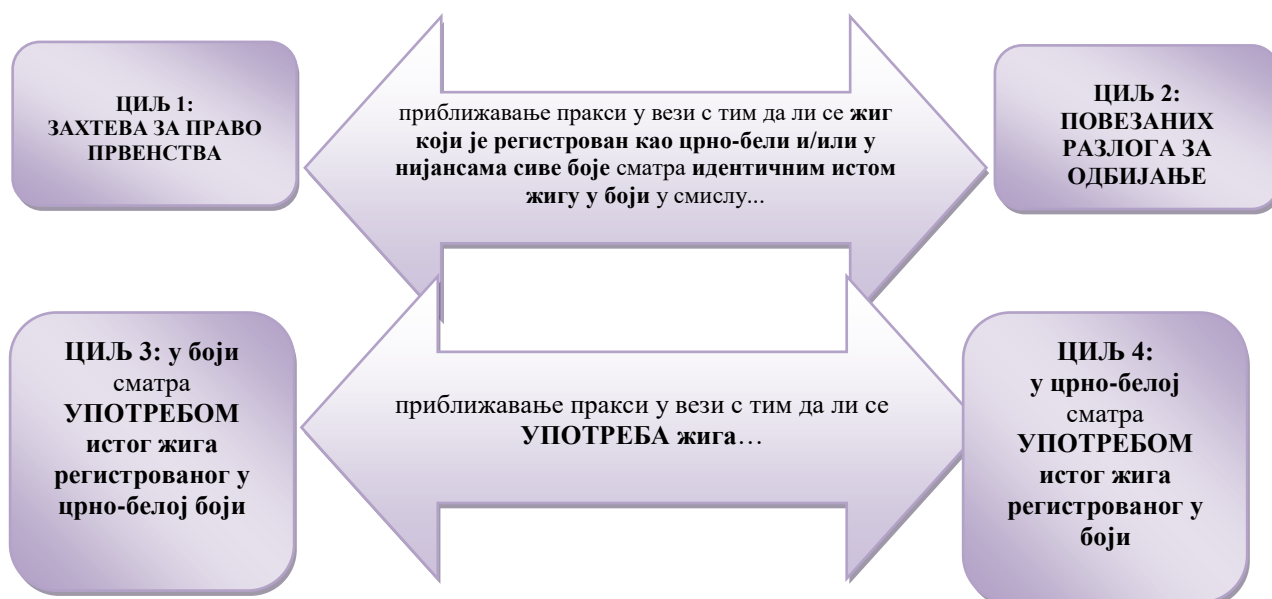 ЦИЉ 1:
ЗАХТЕВА ЗА ПРАВО
ПРВЕНСТВА
приближавање пракси у вези с тим да ли се жиг
који је регистрован као црно-бели и/или у
нијансама сиве боје сматра идентичним истом
жигу у боји у смислу...
ЦИЉ 2:
ПОВЕЗАНИХ
РАЗЛОГА ЗА
ОДБИЈАЊЕ
ЦИЉ 3: у боји
сматра
УПОТРЕБОМ
истог жига
регистрованог у
црно-белој боји
приближавање пракси у вези с тим да ли се
УПОТРЕБА жига…
ЦИЉ 4:
у црно-белој
сматра
УПОТРЕБОМ
истог жига
регистрованог у
боји